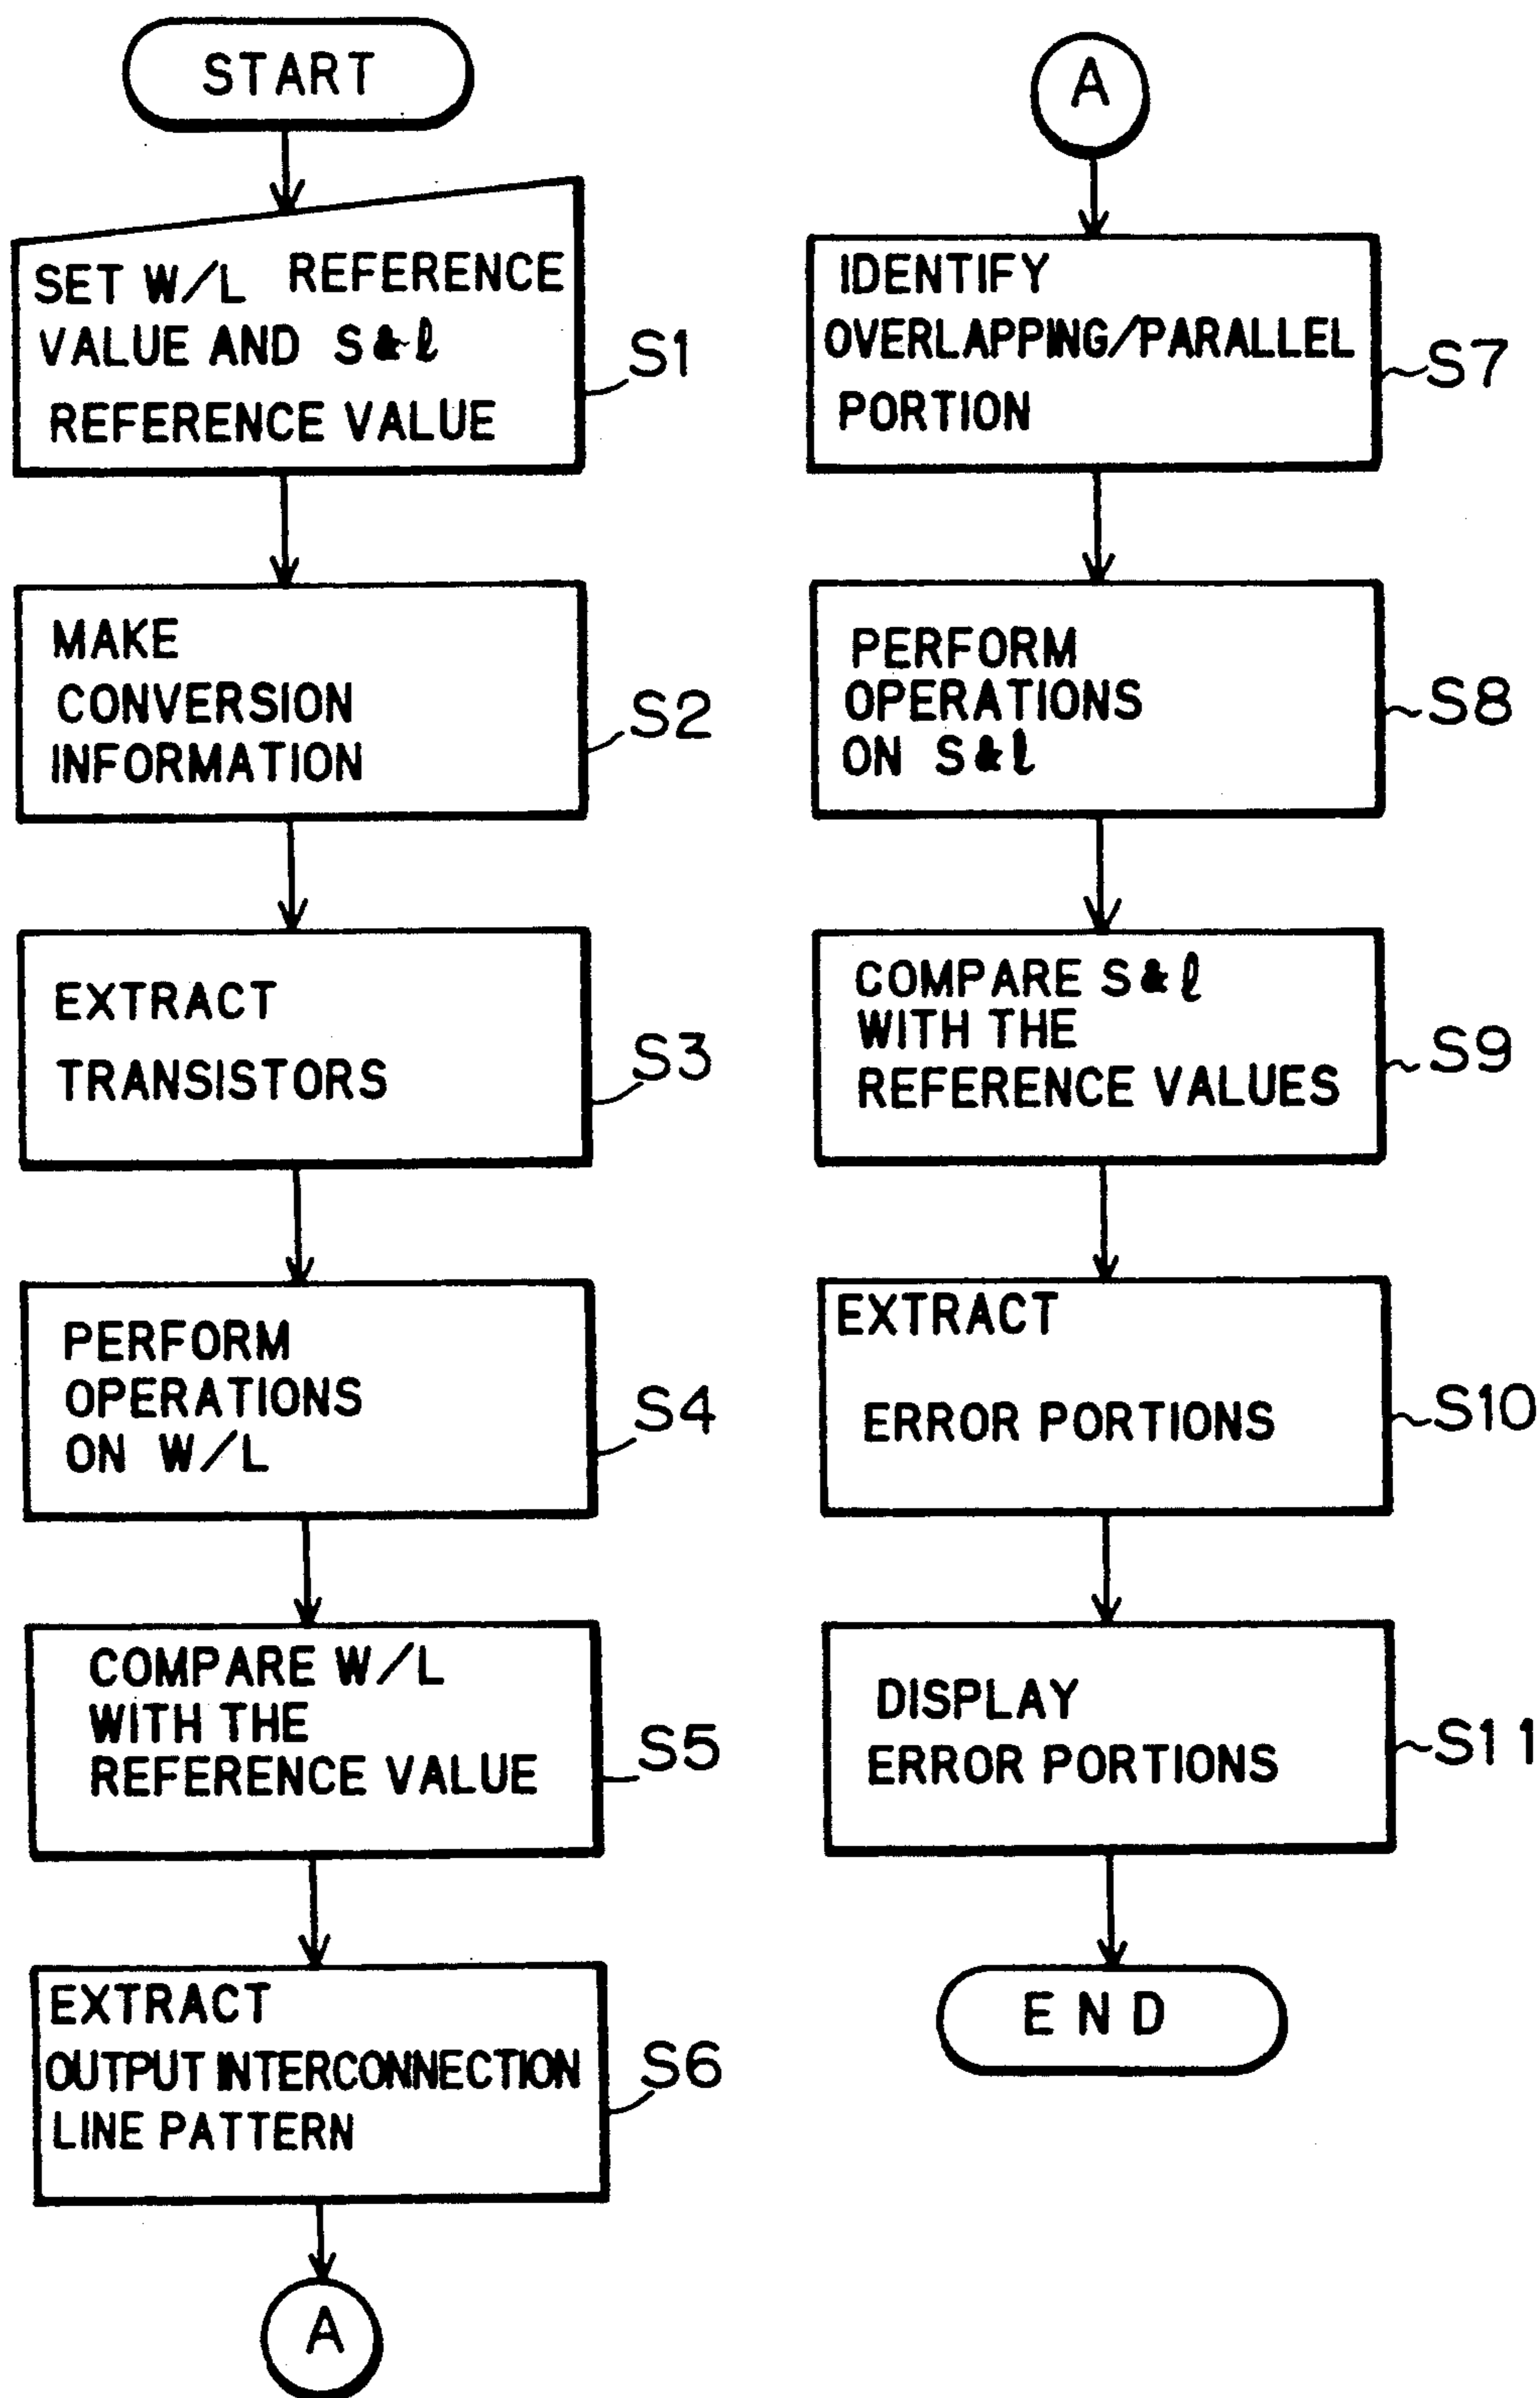 START
SET W/L REFERENCE
VALUE AND S & ℓ
REFERENCE VALUE
S1
MAKE
CONVERSION
INFORMATION
S2
EXTRACT
TRANSISTORS
S3
PERFORM
OPERATIONS
ON W/L
S4
COMPARE W/L
WITH THE
REFERENCE VALUE
S5
EXTRACT
OUTPUT INTERCONNECTION
LINE PATTERN
S6
A
A
IDENTIFY
OVERLAPPING/PARALLEL
PORTION
S7
PERFORM
OPERATIONS
ON S & ℓ
S8
COMPARE S & ℓ
WITH THE
REFERENCE VALUES
S9
EXTRACT
ERROR PORTIONS
S10
DISPLAY
ERROR PORTIONS
S11
END